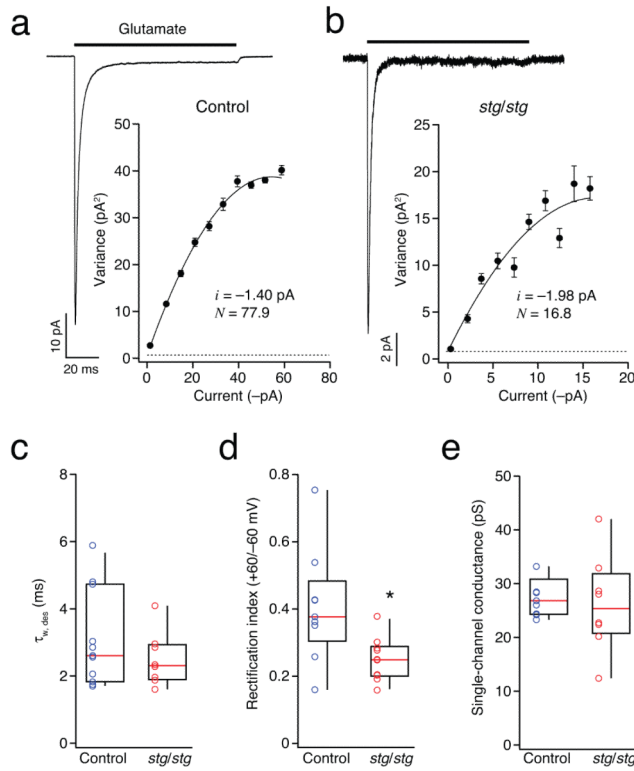 a
Glutamate
10 pA
20 ms
Control
Variance (pA²)
50
40
30
20
10
0
i = –1.40 pA
N = 77.9
0 20 40 60 80
Current (–pA)
b
2 pA
stg/stg
Variance (pA²)
25
20
15
10
5
0
i = –1.98 pA
N = 16.8
0 5 10 15 20
Current (–pA)
c
τw, des (ms)
8
6
4
2
0
Control stg/stg
d
Rectification index (+60/–60 mV)
0.8
0.6
0.4
0.2
0
*
Control stg/stg
e
Single-channel conductance (pS)
50
40
30
20
10
0
Control stg/stg